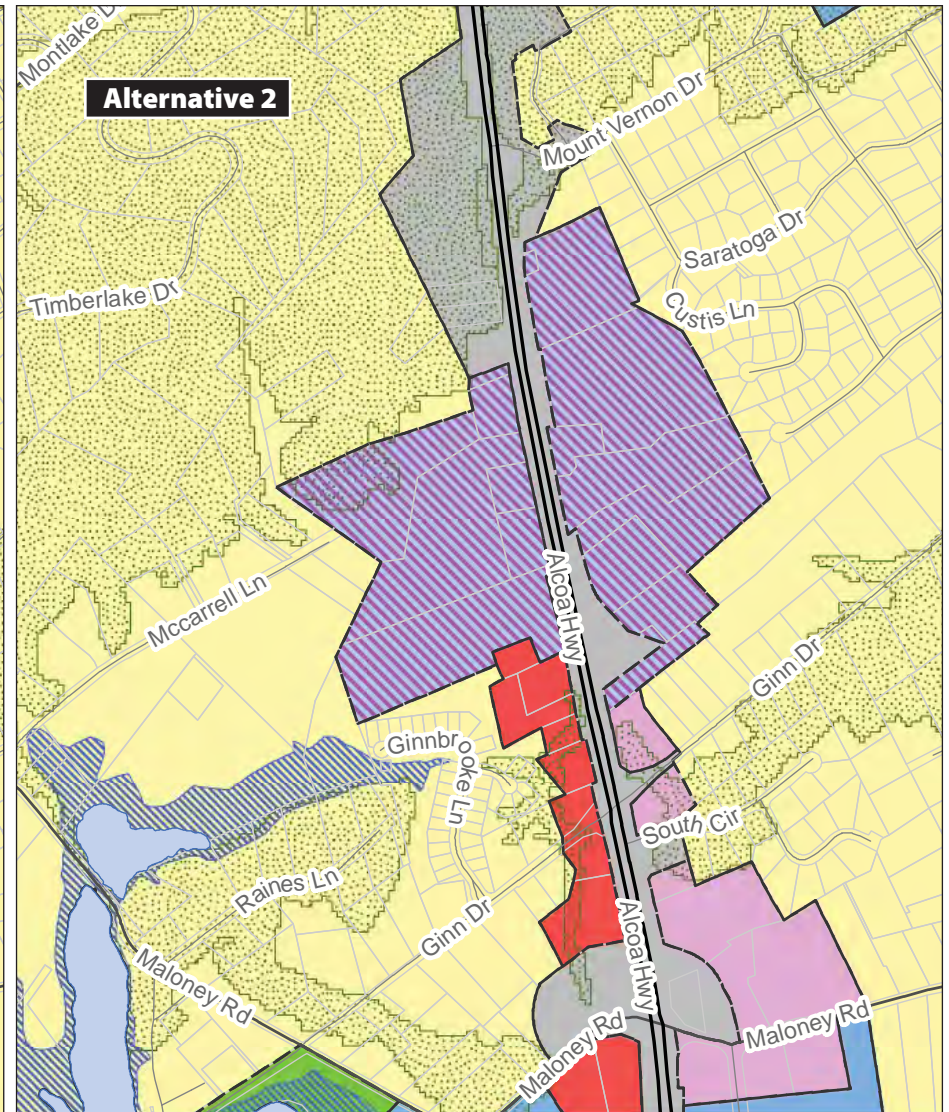 Montlake D
Alternative 2
Mount Vernon Dr
Saratoga Dr
Timberlake Dr
Custis Ln
Alcoa Hwy
Mccarrell Ln
Ginn Dr
Ginnbrooke Ln
South Cir
Raines Ln
Ginn Dr
Alcoa Hwy
Maloney Rd
Maloney Rd
Maloney Rd